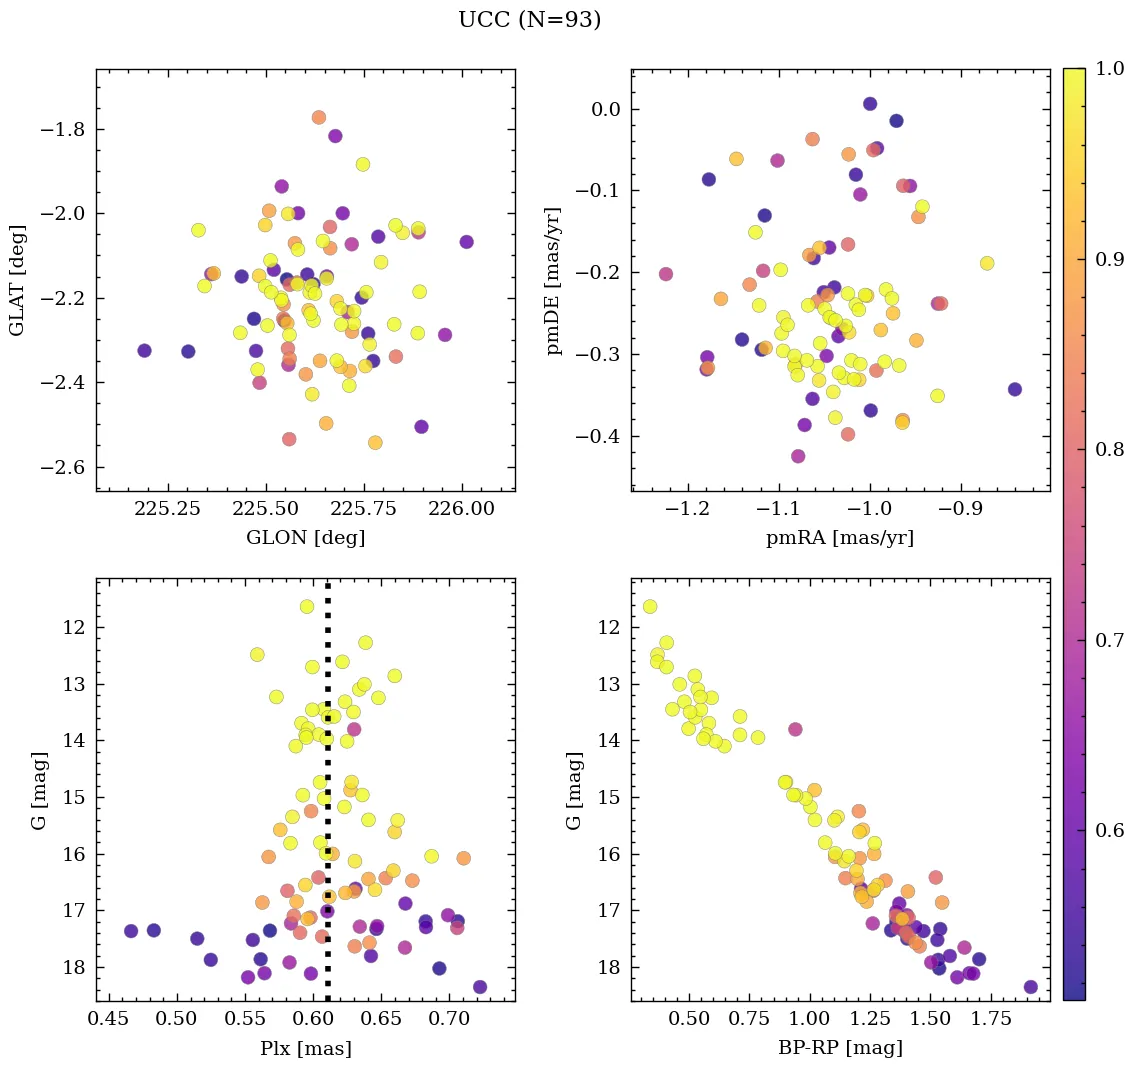 UCC (N=93)
−1.8
−2.0
−2.2
−2.4
−2.6
GLAT [deg]
225.25 225.50 225.75 226.00
GLON [deg]
0.0
−0.1
−0.2
−0.3
−0.4
pmDE [mas/yr]
−1.2 −1.1 −1.0 −0.9
pmRA [mas/yr]
12
13
14
15
16
17
18
G [mag]
0.45 0.50 0.55 0.60 0.65 0.70
Plx [mas]
12
13
14
15
16
17
18
G [mag]
0.50 0.75 1.00 1.25 1.50 1.75
BP-RP [mag]
1.0
0.9
0.8
0.7
0.6